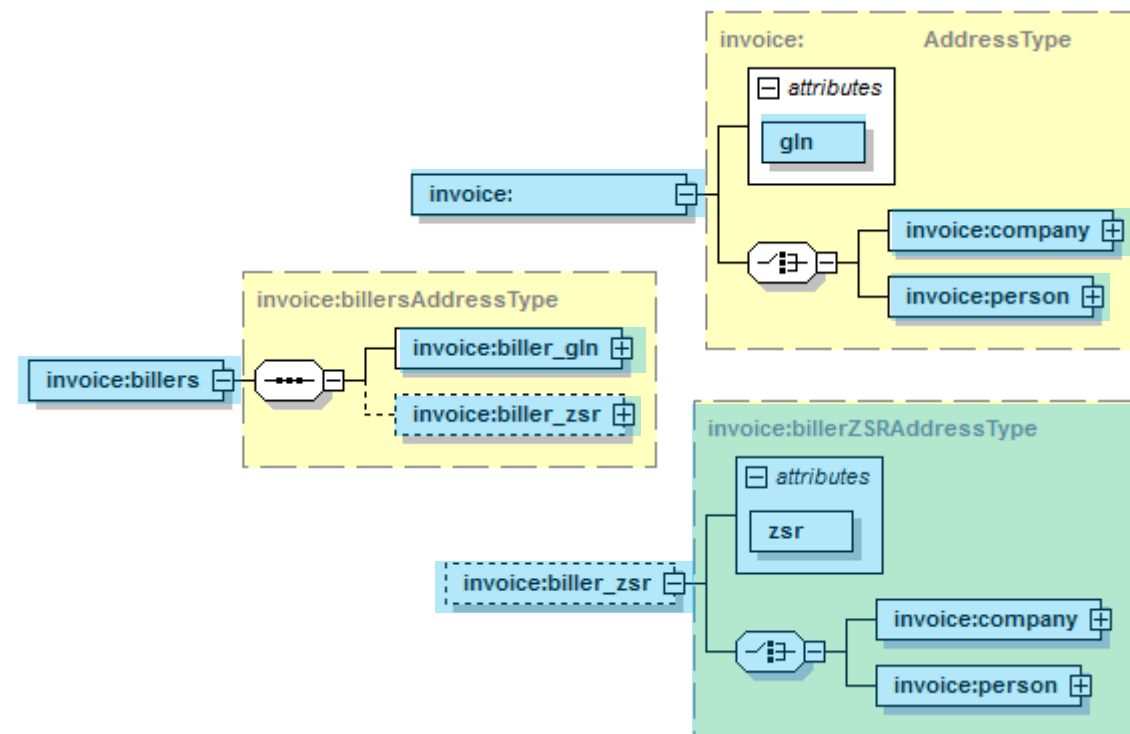 invoice: AddressType
attributes
gln
invoice:
invoice:company
invoice:person
invoice:billersAddressType
invoice:biller_gln
invoice:billers
invoice:biller_zsr
invoice:billerZSRAddressType
attributes
zsr
invoice:biller_zsr
invoice:company
invoice:person